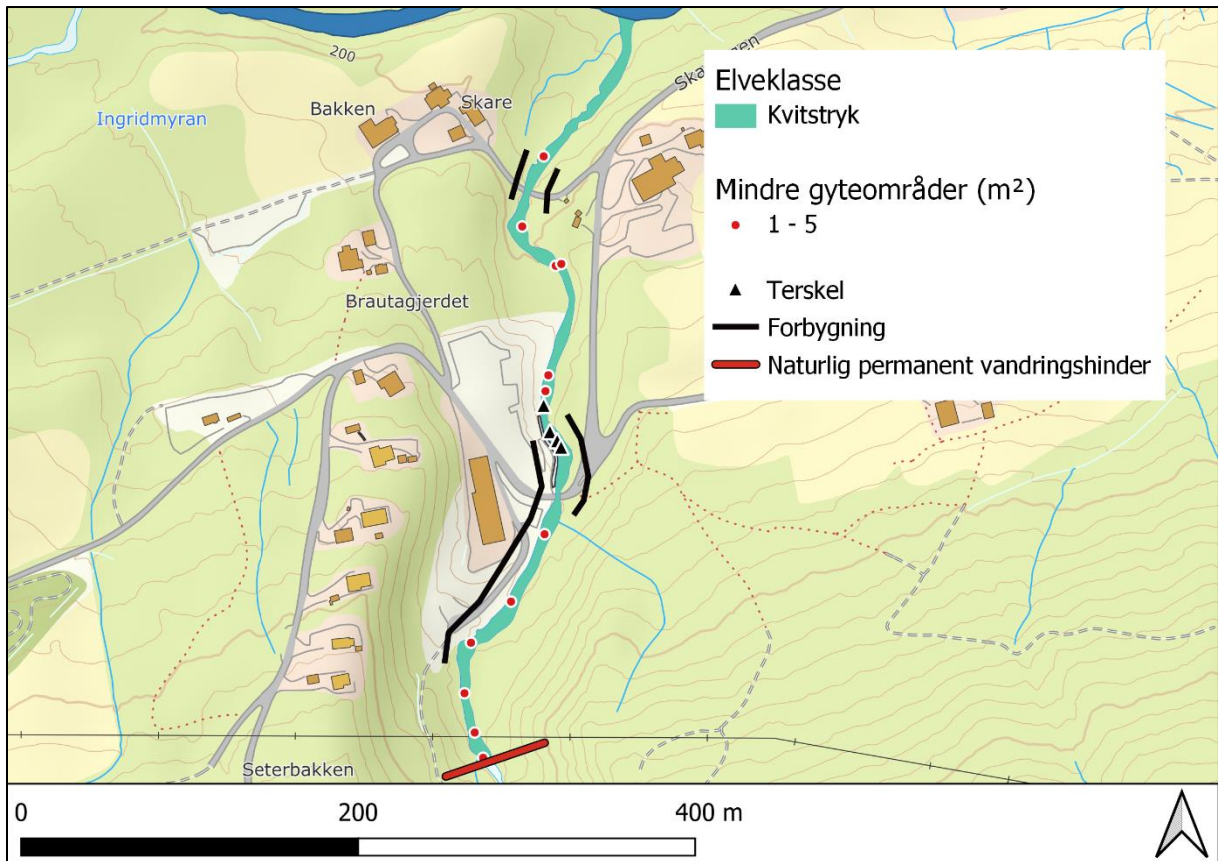 200
Bakken
Skare
Ingridmyran
Brautagjerdet
Seterbakken
Elveklasse
Kvitstryk
Mindre gyteområder (m²)
1 - 5
Terskel
Forbygning
Naturlig permanent vandringshinder
0
200
400 m